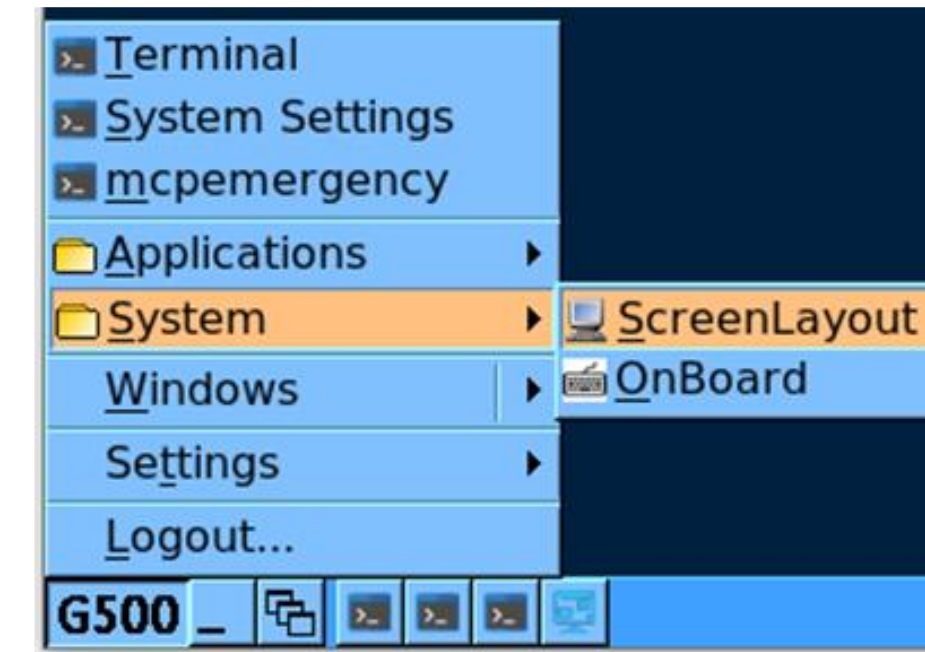 Terminal
System Settings
mcpemergency
Applications
System
ScreenLayout
OnBoard
Windows
Settings
Logout...
G500